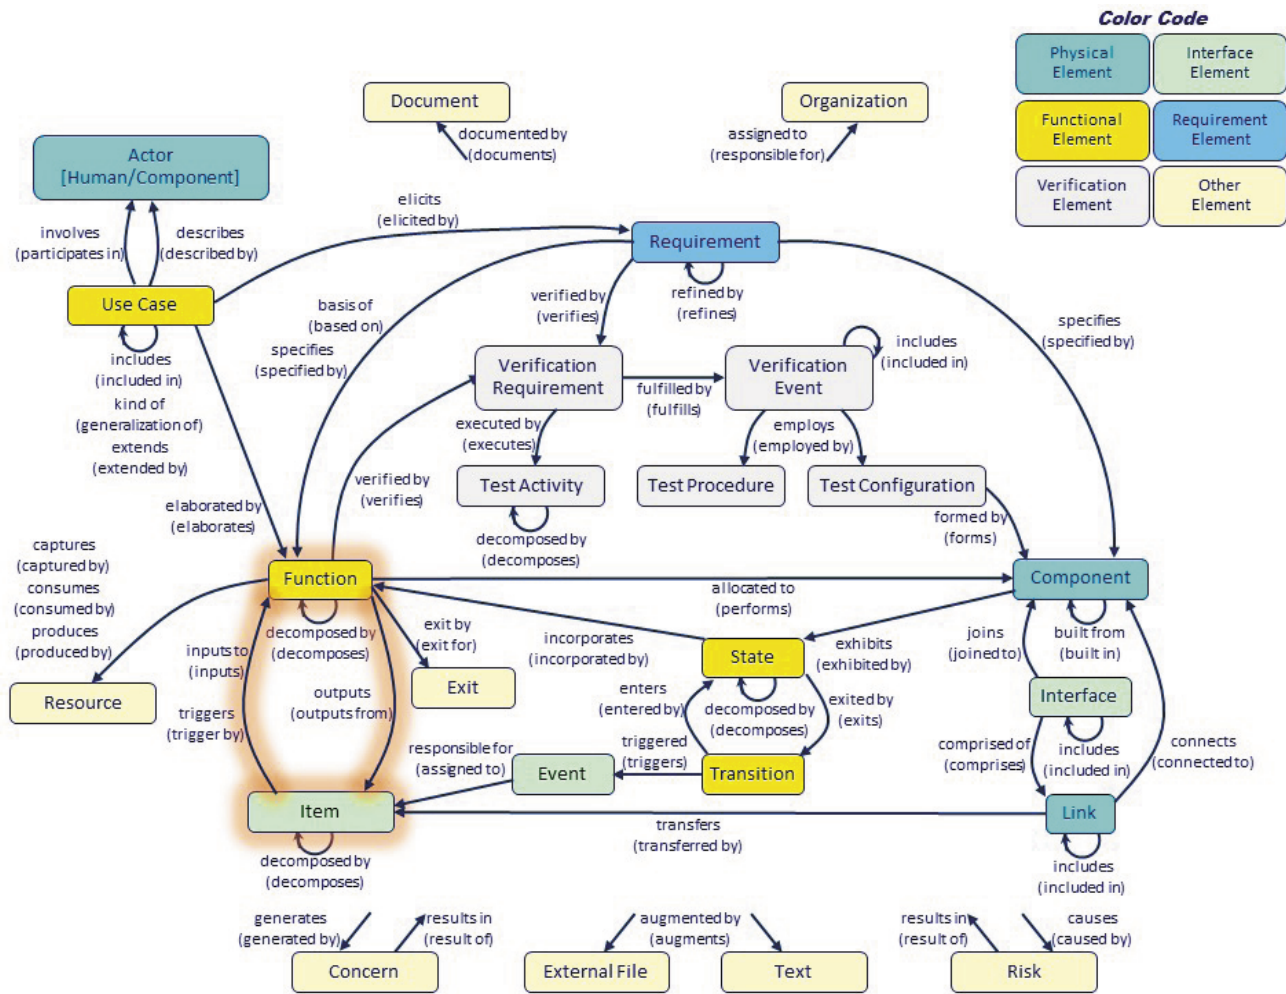 Color Code
Physical
Element
Interface
Element
Functional
Element
Requirement
Element
Verification
Element
Other
Element
Document
documented by
(documents)
Organization
assigned to
(responsible for)
Actor
[Human/Component]
involves
(participates in)
describes
(described by)
elicits
(elicited by)
Use Case
includes
(included in)
kind of
(generalization of)
extends
(extended by)
Requirement
refined by
(refines)
basis of
(based on)
specifies
(specified by)
verified by
(verifies)
specifies
(specified by)
Verification
Requirement
fulfilled by
(fulfills)
Verification
Event
includes
(included in)
executed by
(executes)
employs
(employed by)
Test Activity
decomposed by
(decomposes)
Test Procedure
Test Configuration
formed by
(forms)
elaborated by
(elaborates)
verified by
(verifies)
captures
(captured by)
consumes
(consumed by)
produces
(produced by)
Function
decomposed by
(decomposes)
allocated to
(performs)
Component
built from
(built in)
joins
(joined to)
inputs to
(inputs)
triggers
(trigger by)
outputs
(outputs from)
exit by
(exit for)
Exit
Resource
incorporates
(incorporated by)
State
decomposed by
(decomposes)
exhibits
(exhibited by)
enters
(entered by)
exited by
(exits)
Interface
includes
(included in)
comprised of
(comprises)
connects
(connected to)
responsible for
(assigned to)
Event
triggered
(triggers)
Transition
Item
decomposed by
(decomposes)
transfers
(transferred by)
Link
includes
(included in)
generates
(generated by)
results in
(result of)
Concern
augmented by
(augments)
External File
Text
results in
(result of)
causes
(caused by)
Risk